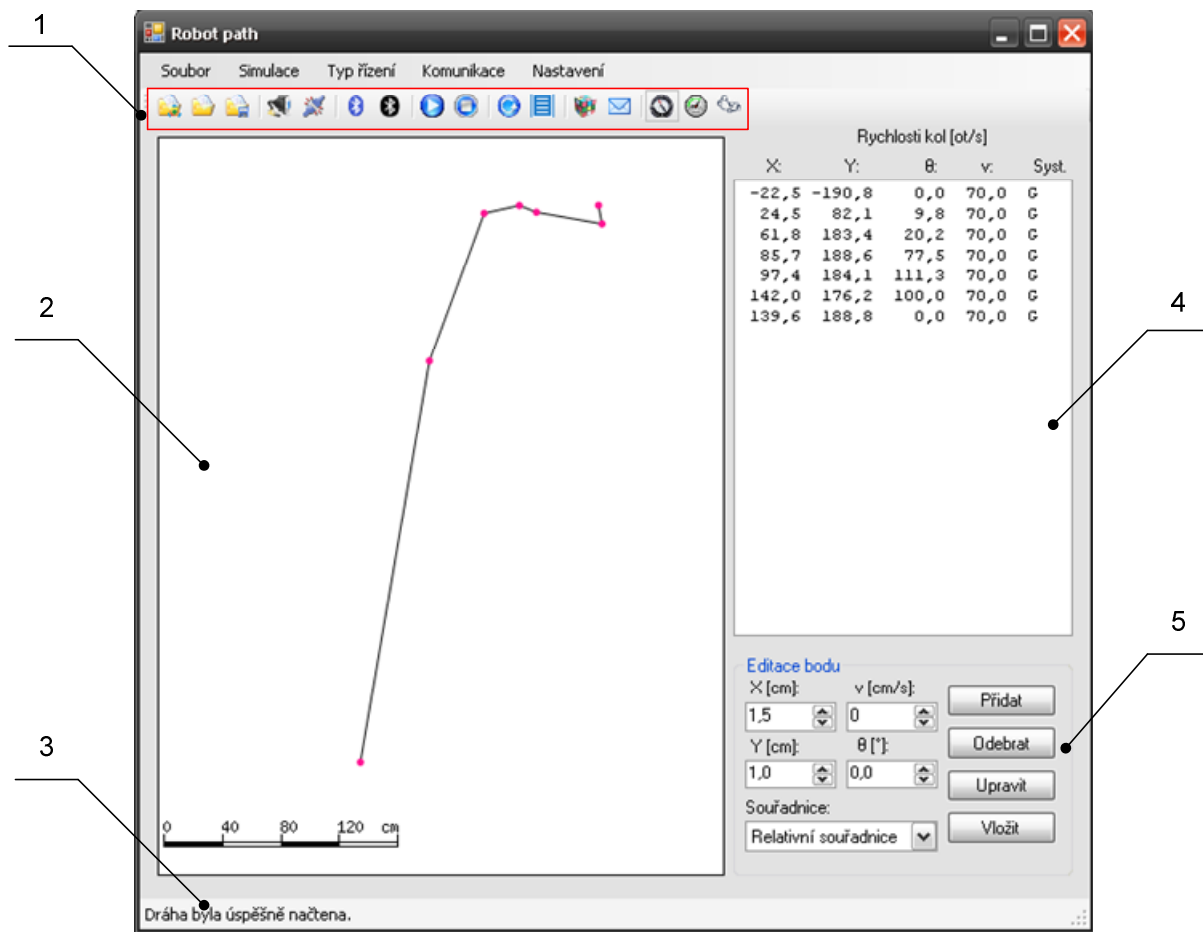 1
Robot path
Soubor Simulace Typ řízení Komunikace Nastavení
Rychlosti kol [ot/s]
X: Y: θ: v: Syst.
-22,5 -190,8 0,0 70,0 G
24,5 82,1 9,8 70,0 G
61,8 183,4 20,2 70,0 G
85,7 188,6 77,5 70,0 G
97,4 184,1 111,3 70,0 G
142,0 176,2 100,0 70,0 G
139,6 188,8 0,0 70,0 G
2
4
5
Editace bodu
X [cm]: v [cm/s]:
1,5 0
Přidat
Y [cm]: θ [°]:
Odebrat
1,0 0,0
Upravit
Souřadnice:
Relativní souřadnice
Vložit
3
0 40 80 120 cm
Dráha byla úspěšně načtena.